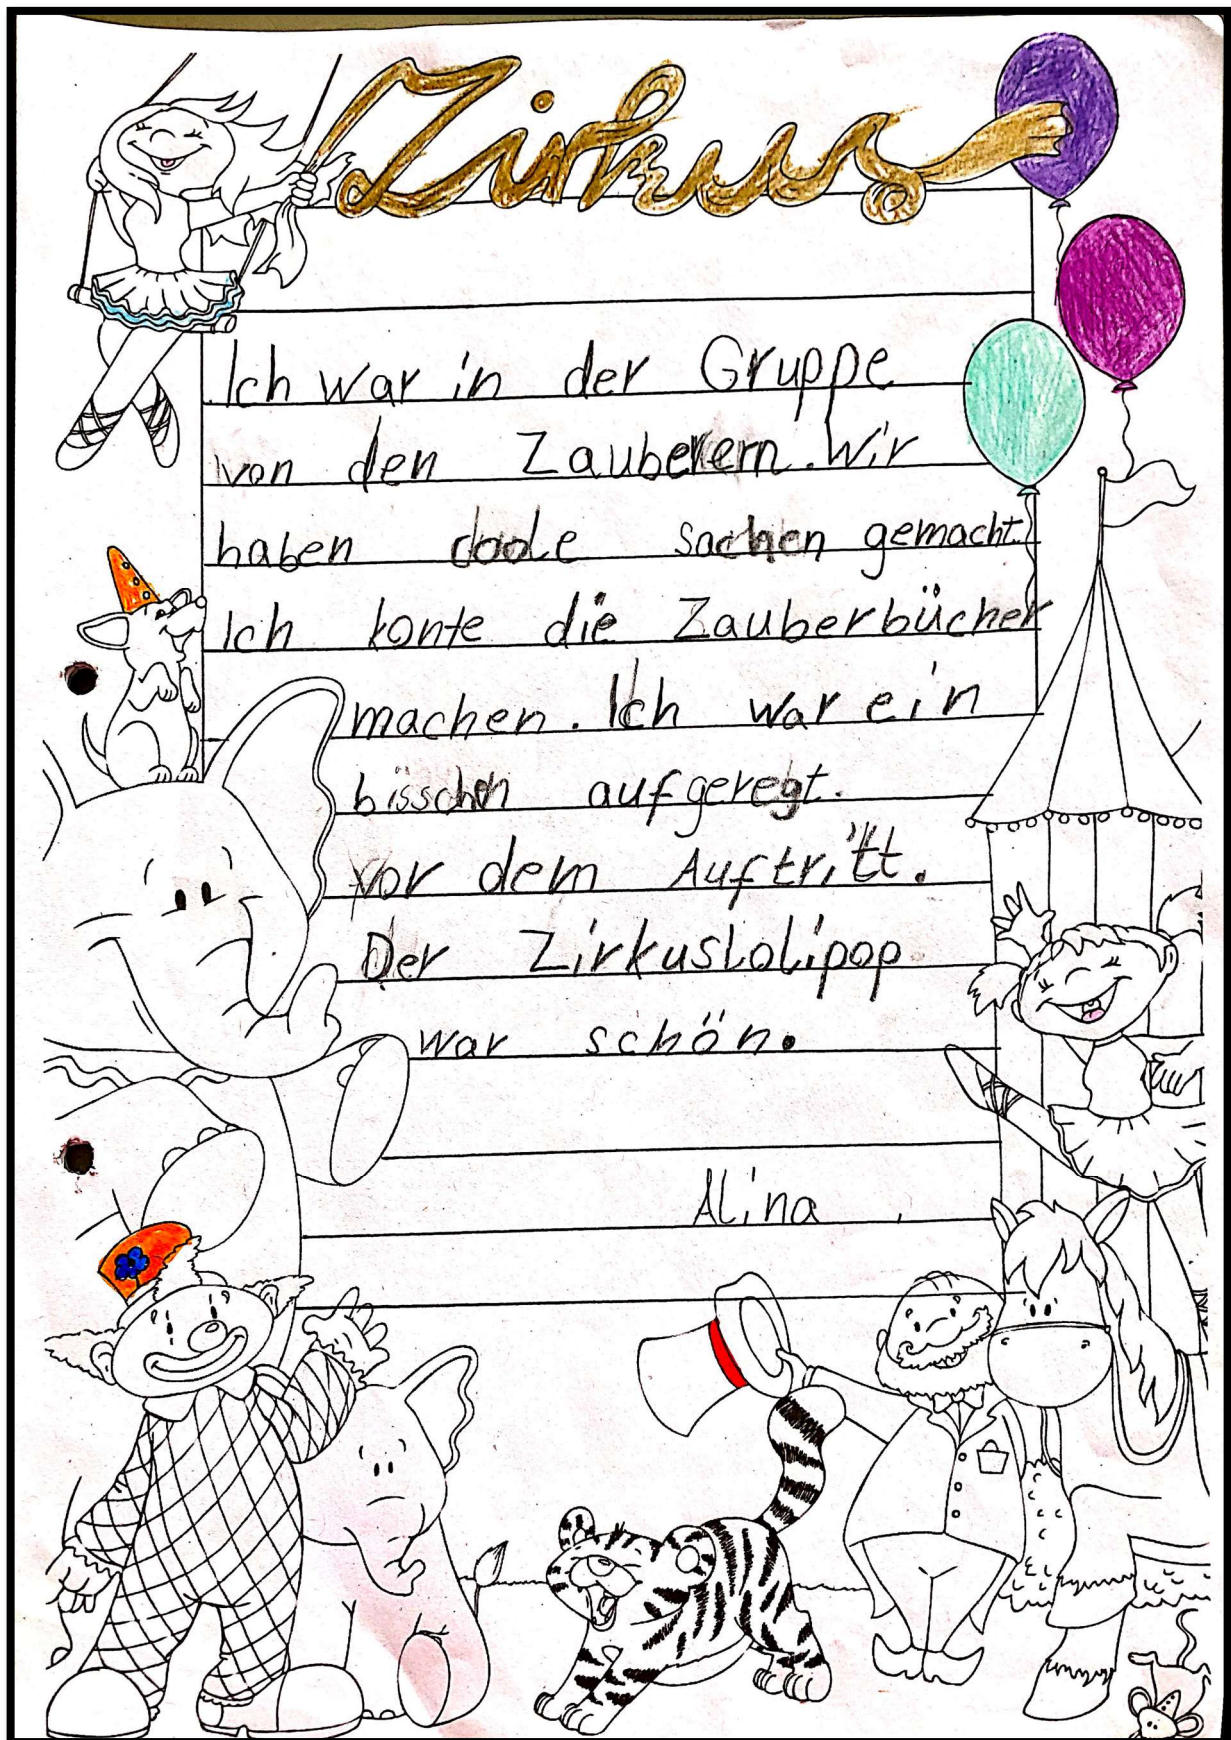 Zirkus
Ich war in der Gruppe
von den Zauberern. Wir
haben coole sachen gemacht.
Ich konte die Zauberbücher
machen. Ich war ein
bisschen aufgeregt.
vor dem Auftritt.
Der ZirkusLolipop
war schön.
Alina